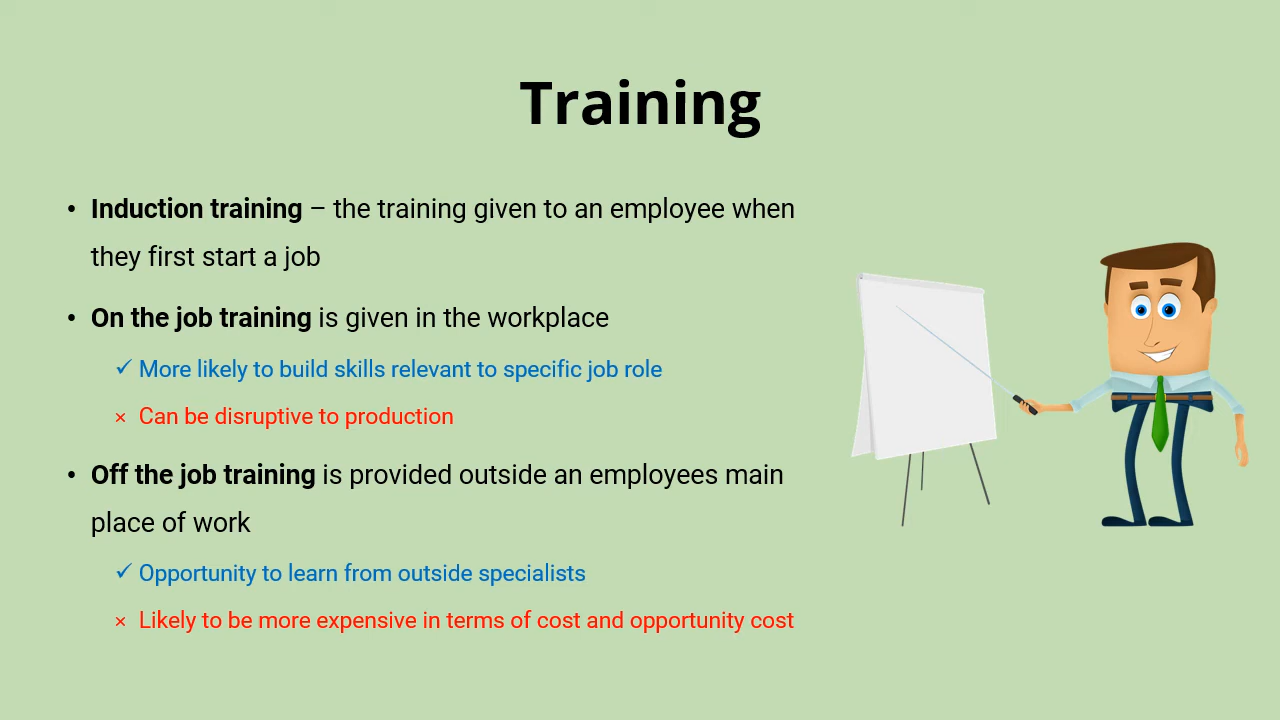 Training
• Induction training – the training given to an employee when
they first start a job
• On the job training is given in the workplace
✓ More likely to build skills relevant to specific job role
× Can be disruptive to production
• Off the job training is provided outside an employees main
place of work
✓ Opportunity to learn from outside specialists
× Likely to be more expensive in terms of cost and opportunity cost